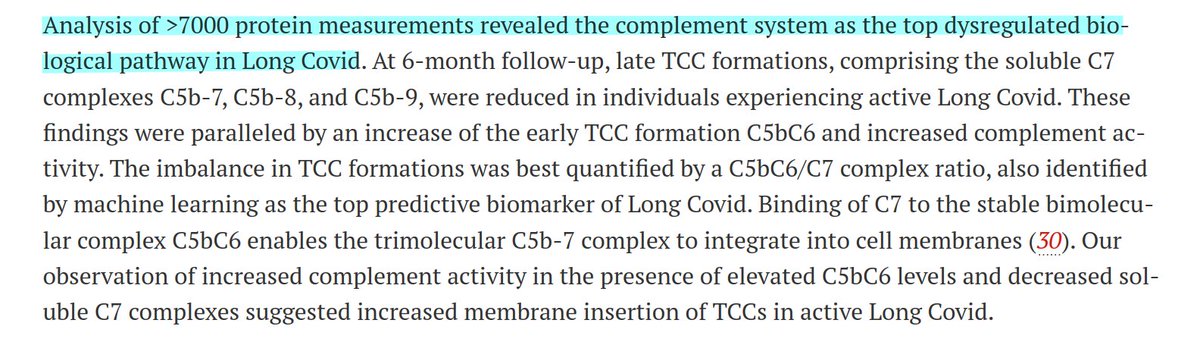 Analysis of >7000 protein measurements revealed the complement system as the top dysregulated bio-
logical pathway in Long Covid. At 6-month follow-up, late TCC formations, comprising the soluble C7
complexes C5b-7, C5b-8, and C5b-9, were reduced in individuals experiencing active Long Covid. These
findings were paralleled by an increase of the early TCC formation C5bC6 and increased complement ac-
tivity. The imbalance in TCC formations was best quantified by a C5bC6/C7 complex ratio, also identified
by machine learning as the top predictive biomarker of Long Covid. Binding of C7 to the stable bimolecu-
lar complex C5bC6 enables the trimolecular C5b-7 complex to integrate into cell membranes (30). Our
observation of increased complement activity in the presence of elevated C5bC6 levels and decreased sol-
uble C7 complexes suggested increased membrane insertion of TCCs in active Long Covid.